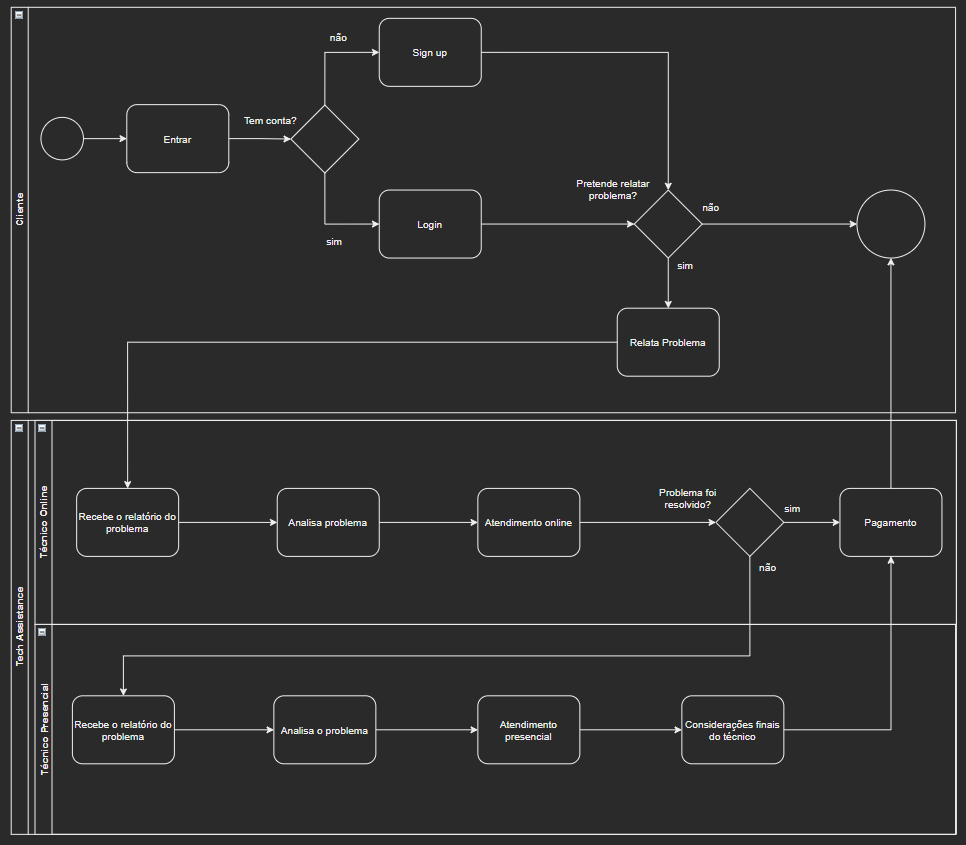 Cliente
Entrar
Tem conta?
não
sim
Sign up
Login
Pretende relatar
problema?
não
sim
Relata Problema
Tech Assistance
Técnico Online
Recebe o relatório do
problema
Analisa problema
Atendimento online
Problema foi
resolvido?
sim
não
Pagamento
Técnico Presencial
Recebe o relatório do
problema
Analisa o problema
Atendimento
presencial
Considerações finais
do técnico